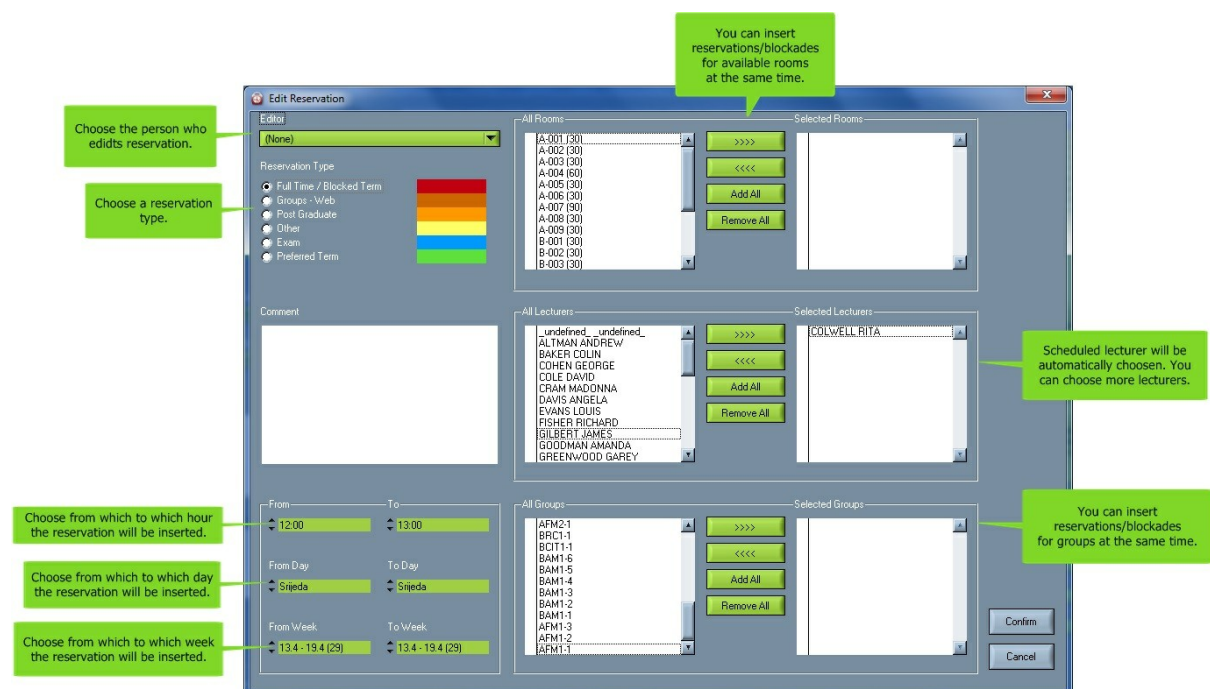 You can insert
reservations/blockades
for available rooms
at the same time.
Edit Reservation
Choose the person who
edidts reservation.
Editor
(None)
Reservation Type
Choose a reservation
type.
Full Time / Blocked Term
Groups - Web
Post Graduate
Other
Exam
Preferred Term
All Rooms
A-001 (30)
A-002 (30)
A-003 (30)
A-004 (60)
A-005 (30)
A-006 (30)
A-007 (90)
A-008 (30)
A-009 (30)
B-001 (30)
B-002 (30)
B-003 (30)
>>>>
<<<<
Add All
Remove All
Selected Rooms
Comment
All Lecturers
_undefined_ _undefined_
ALTMAN ANDREW
BAKER COLIN
COHEN GEORGE
COLE DAVID
CRAM MADONNA
DAVIS ANGELA
EVANS LOUIS
FISHER RICHARD
GILBERT JAMES
GOODMAN AMANDA
GREENWOOD GAREY
>>>>
<<<<
Add All
Remove All
Selected Lecturers
COLWELL RITA
Scheduled lecturer will be
automatically choosen. You
can choose more lecturers.
Choose from which to which hour
the reservation will be inserted.
From To
12:00 13:00
Choose from which to which day
the reservation will be inserted.
From Day To Day
Srijeda Srijeda
Choose from which to which week
the reservation will be inserted.
From Week To Week
13.4 - 19.4 (29) 13.4 - 19.4 (29)
All Groups
AFM2-1
BRC1-1
BCIT1-1
BAM1-6
BAM1-5
BAM1-4
BAM1-3
BAM1-2
BAM1-1
AFM1-3
AFM1-2
AFM1-1
>>>>
<<<<
Add All
Remove All
Selected Groups
You can insert
reservations/blockades
for groups at the same time.
Confirm
Cancel